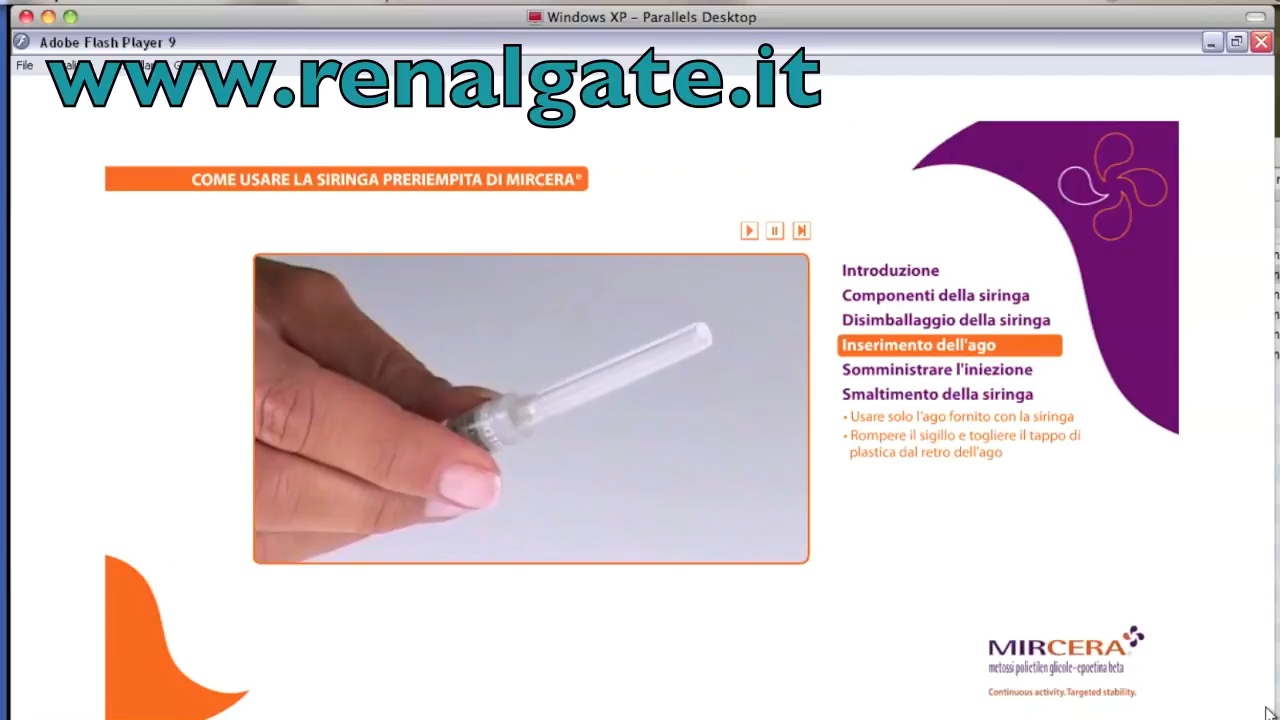 Windows XP – Parallels Desktop
Adobe Flash Player 9
File
www.renalgate.it
COME USARE LA SIRINGA PRERIEMPITA DI MIRCERA®
Introduzione
Componenti della siringa
Disimballaggio della siringa
Inserimento dell'ago
Somministrare l'iniezione
Smaltimento della siringa
• Usare solo l'ago fornito con la siringa
• Rompere il sigillo e togliere il tappo di
plastica dal retro dell'ago
MIRCERA
metossi polietilen glicole-epoetina beta
Continuous activity. Targeted stability.